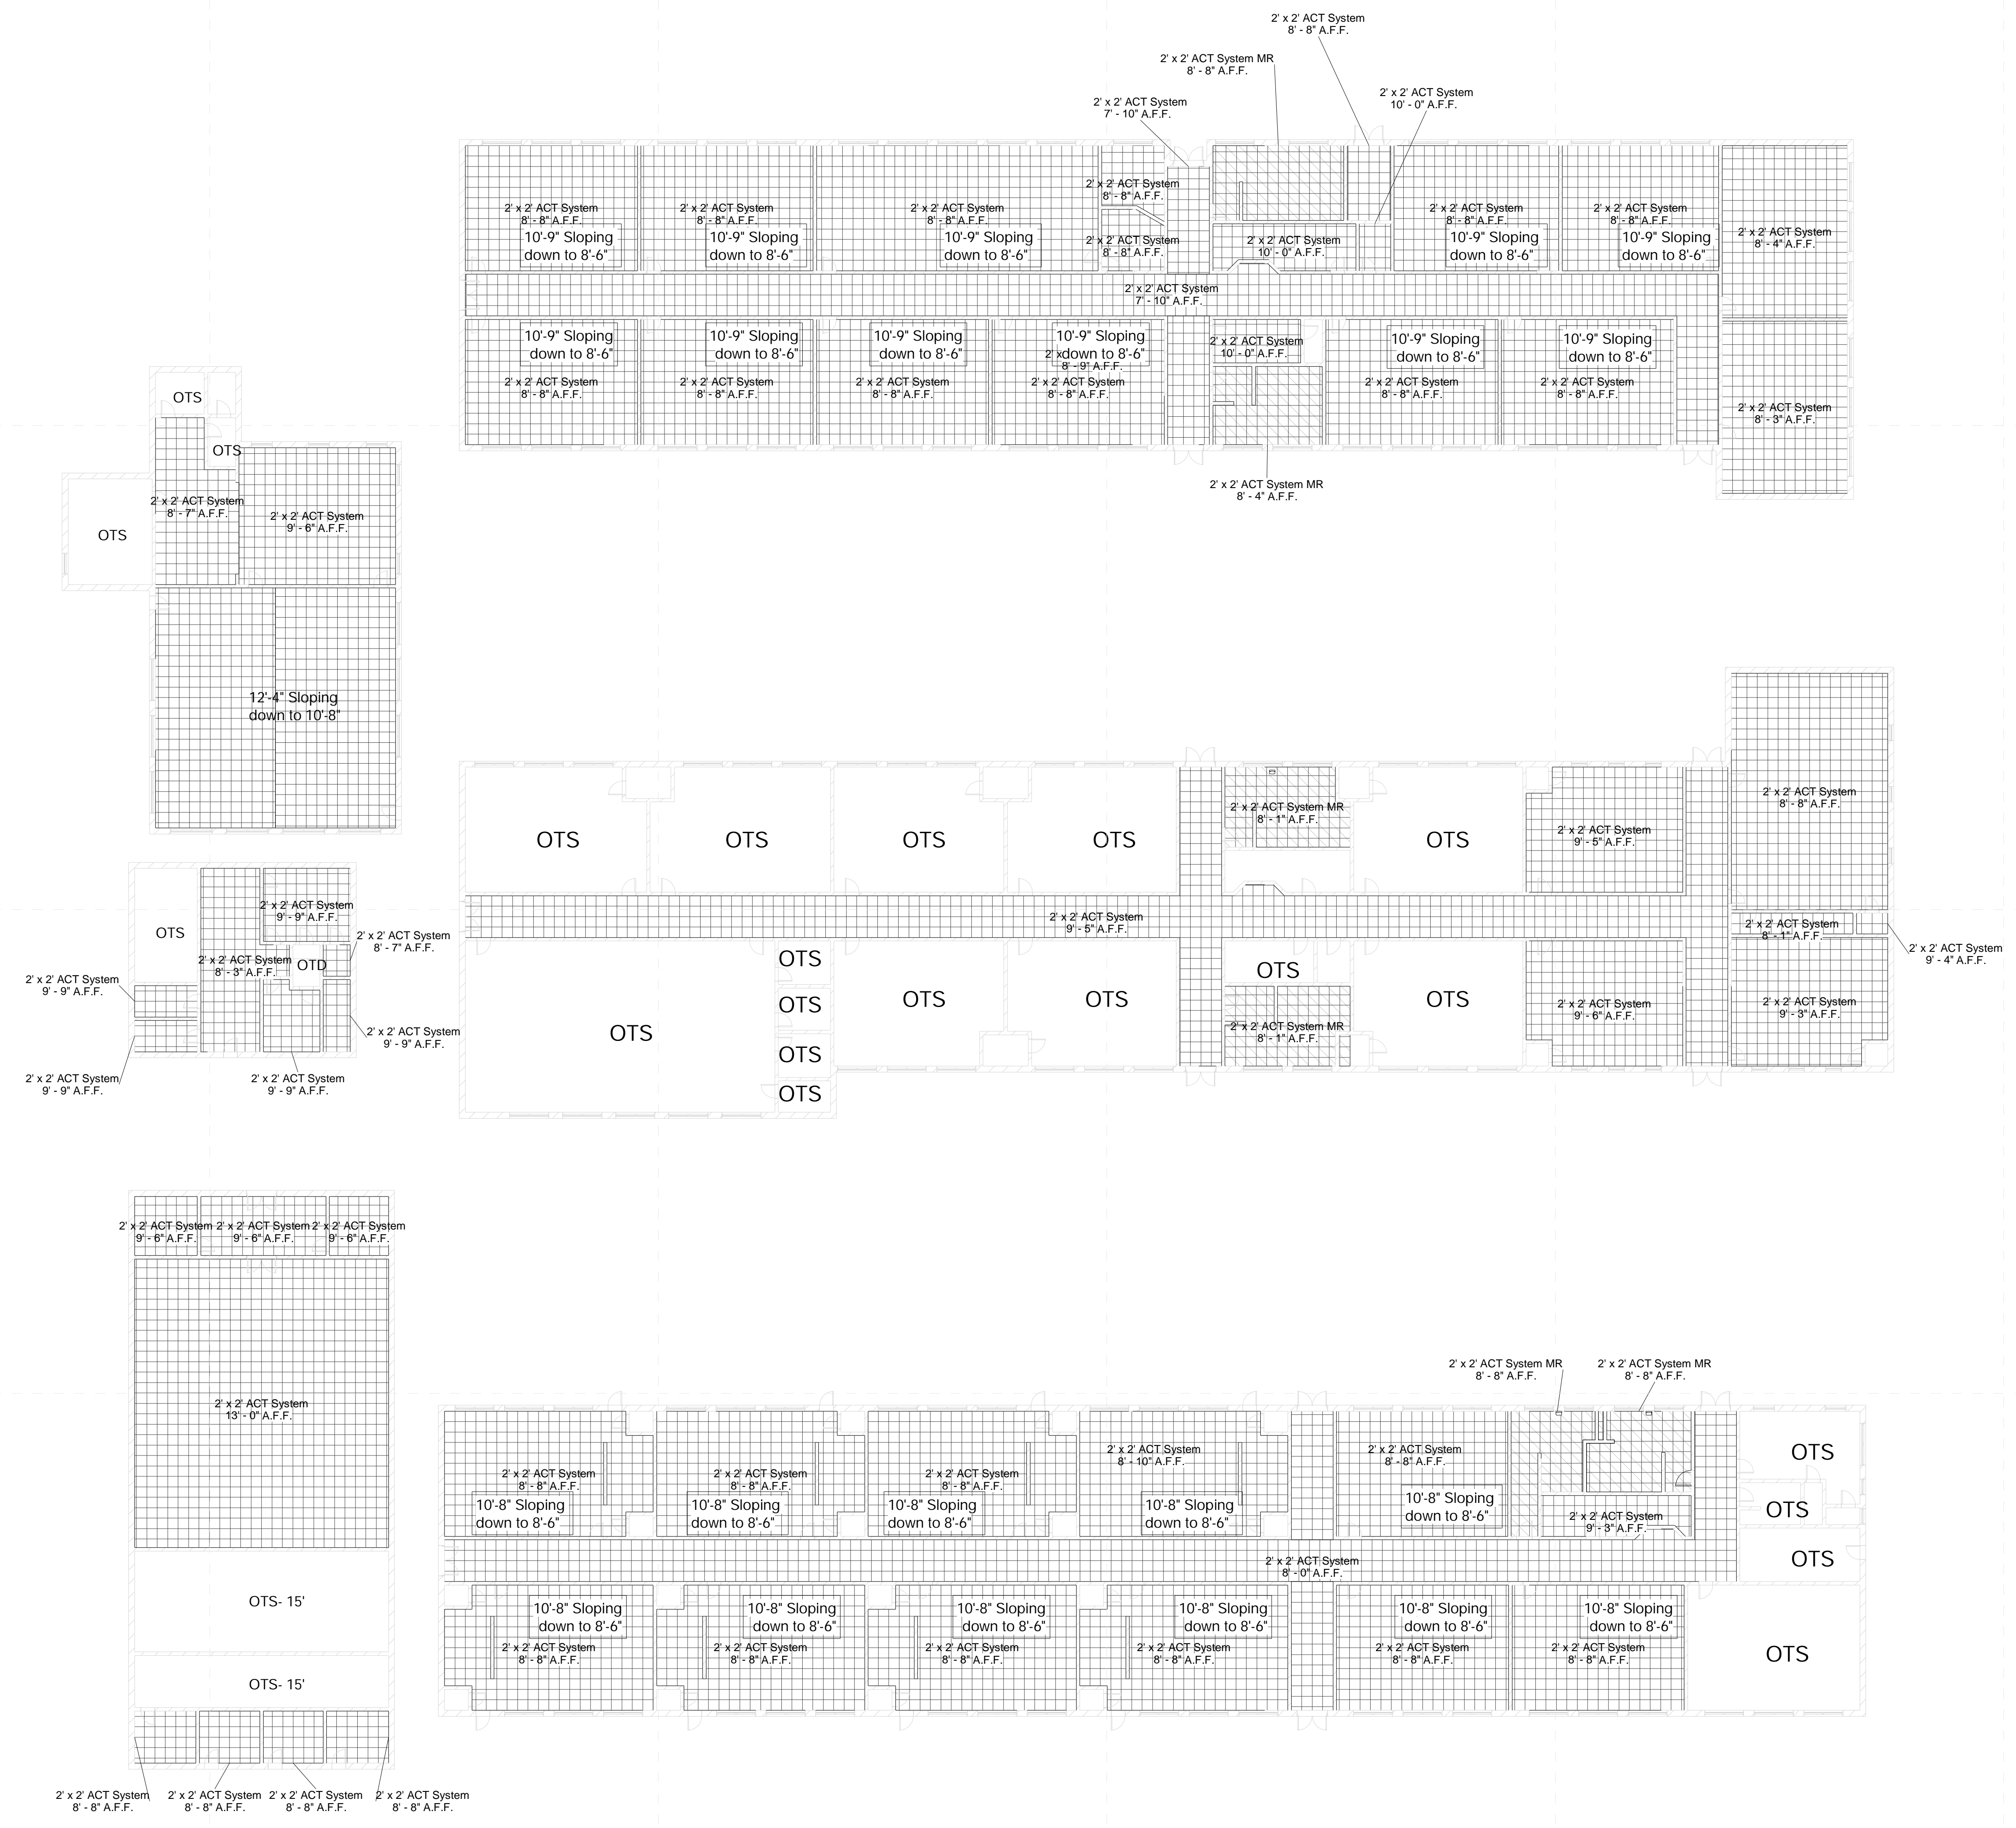 2' x 2' ACT System
8' - 8" A.F.F.
2' x 2' ACT System MR
8' - 8" A.F.F.
2' x 2' ACT System
10' - 0" A.F.F.
2' x 2' ACT System
7' - 10" A.F.F.
2' x 2' ACT System
8' - 8" A.F.F.
10'-9" Sloping
down to 8'-6"
2' x 2' ACT System
8' - 8" A.F.F.
10'-9" Sloping
down to 8'-6"
2' x 2' ACT System
8' - 8" A.F.F.
10'-9" Sloping
down to 8'-6"
2' x 2' ACT System
8' - 8" A.F.F.
2' x 2' ACT System
8' - 8" A.F.F.
2' x 2' ACT System
10' - 0" A.F.F.
2' x 2' ACT System
8' - 8" A.F.F.
10'-9" Sloping
down to 8'-6"
2' x 2' ACT System
8' - 8" A.F.F.
10'-9" Sloping
down to 8'-6"
2' x 2' ACT System
8' - 4" A.F.F.
2' x 2' ACT System
7' - 10" A.F.F.
10'-9" Sloping
down to 8'-6"
2' x 2' ACT System
8' - 8" A.F.F.
10'-9" Sloping
down to 8'-6"
2' x 2' ACT System
8' - 8" A.F.F.
10'-9" Sloping
down to 8'-6"
2' x 2' ACT System
8' - 8" A.F.F.
10'-9" Sloping
down to 8'-6"
2' x
8' - 9" A.F.F.
2' x 2' ACT System
8' - 8" A.F.F.
2' x 2' ACT System
10' - 0" A.F.F.
10'-9" Sloping
down to 8'-6"
2' x 2' ACT System
8' - 8" A.F.F.
10'-9" Sloping
down to 8'-6"
2' x 2' ACT System
8' - 8" A.F.F.
2' x 2' ACT System
8' - 3" A.F.F.
2' x 2' ACT System MR
8' - 4" A.F.F.
OTS
OTS
2' x 2' ACT System
8' - 7" A.F.F.
2' x 2' ACT System
9' - 6" A.F.F.
OTS
12'-4" Sloping
down to 10'-8"
OTS
OTS
OTS
OTS
2' x 2' ACT System MR
8' - 1" A.F.F.
OTS
2' x 2' ACT System
9' - 5" A.F.F.
2' x 2' ACT System
8' - 8" A.F.F.
2' x 2' ACT System
9' - 5" A.F.F.
2' x 2' ACT System
8' - 1" A.F.F.
2' x 2' ACT System
9' - 4" A.F.F.
OTS
OTS
OTS
OTS
OTS
OTS
OTS
OTS
2' x 2' ACT System MR
8' - 1" A.F.F.
OTS
2' x 2' ACT System
9' - 6" A.F.F.
2' x 2' ACT System
9' - 3" A.F.F.
2' x 2' ACT System
9' - 9" A.F.F.
OTS
2' x 2' ACT System
8' - 7" A.F.F.
2' x 2' ACT System
8' - 3" A.F.F.
OTD
2' x 2' ACT System
9' - 9" A.F.F.
2' x 2' ACT System
9' - 9" A.F.F.
2' x 2' ACT System
9' - 9" A.F.F.
2' x 2' ACT System
9' - 9" A.F.F.
2' x 2' ACT System
9' - 6" A.F.F.
2' x 2' ACT System
9' - 6" A.F.F.
2' x 2' ACT System
9' - 6" A.F.F.
2' x 2' ACT System
13' - 0" A.F.F.
OTS- 15'
OTS- 15'
2' x 2' ACT System
8' - 8" A.F.F.
2' x 2' ACT System
8' - 8" A.F.F.
2' x 2' ACT System
8' - 8" A.F.F.
2' x 2' ACT System
8' - 8" A.F.F.
2' x 2' ACT System MR
8' - 8" A.F.F.
2' x 2' ACT System MR
8' - 8" A.F.F.
2' x 2' ACT System
8' - 8" A.F.F.
10'-8" Sloping
down to 8'-6"
2' x 2' ACT System
8' - 8" A.F.F.
10'-8" Sloping
down to 8'-6"
2' x 2' ACT System
8' - 8" A.F.F.
10'-8" Sloping
down to 8'-6"
2' x 2' ACT System
8' - 10" A.F.F.
10'-8" Sloping
down to 8'-6"
2' x 2' ACT System
8' - 8" A.F.F.
10'-8" Sloping
down to 8'-6"
2' x 2' ACT System
9' - 3" A.F.F.
OTS
OTS
OTS
2' x 2' ACT System
8' - 0" A.F.F.
10'-8" Sloping
down to 8'-6"
2' x 2' ACT System
8' - 8" A.F.F.
10'-8" Sloping
down to 8'-6"
2' x 2' ACT System
8' - 8" A.F.F.
10'-8" Sloping
down to 8'-6"
2' x 2' ACT System
8' - 8" A.F.F.
10'-8" Sloping
down to 8'-6"
2' x 2' ACT System
8' - 8" A.F.F.
10'-8" Sloping
down to 8'-6"
2' x 2' ACT System
8' - 8" A.F.F.
10'-8" Sloping
down to 8'-6"
2' x 2' ACT System
8' - 8" A.F.F.
OTS